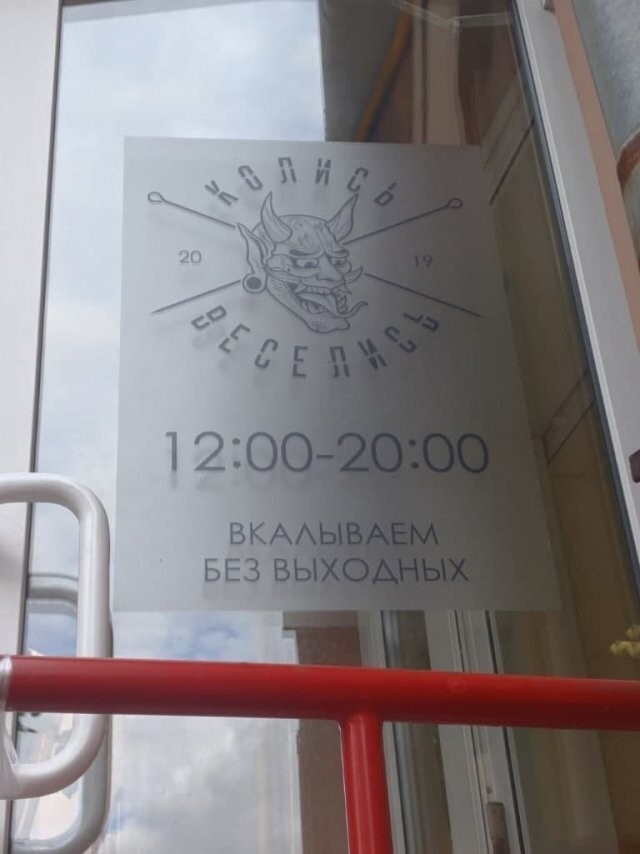 КОЛИСЬ
20 19
ВЕСЕЛИСЬ
12:00-20:00
ВКАЛЫВАЕМ
БЕЗ ВЫХОДНЫХ